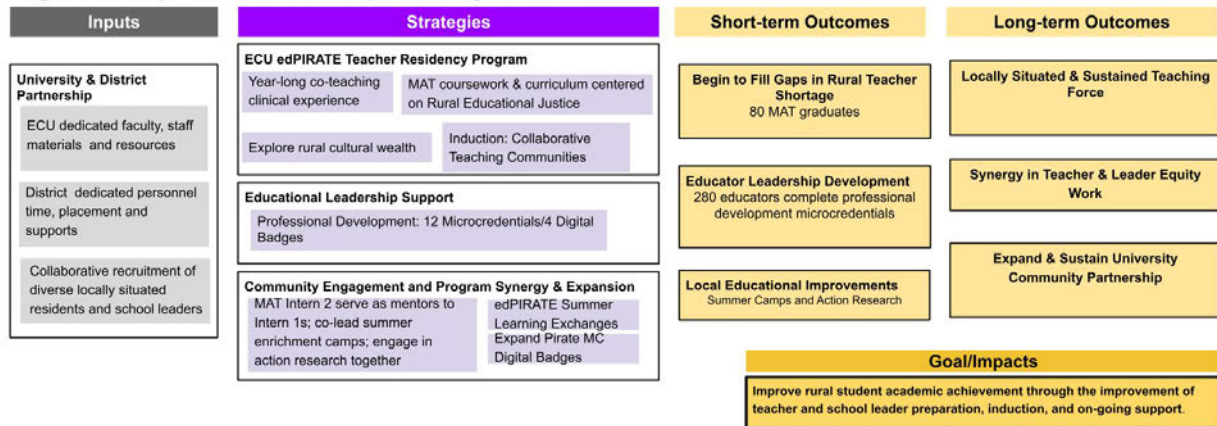 Inputs
University & District
Partnership
ECU dedicated faculty, staff
materials and resources
District dedicated personnel
time, placement and
supports
Collaborative recruitment of
diverse locally situated
residents and school leaders
Strategies
ECU edPIRATE Teacher Residency Program
Year-long co-teaching
clinical experience
MAT coursework & curriculum centered
on Rural Educational Justice
Explore rural cultural wealth
Induction: Collaborative
Teaching Communities
Educational Leadership Support
Professional Development: 12 Microcredentials/4 Digital
Badges
Community Engagement and Program Synergy & Expansion
MAT Intern 2 serve as mentors to
Intern 1s; co-lead summer
enrichment camps; engage in
action research together
edPIRATE Summer
Learning Exchanges
Expand Pirate MC
Digital Badges
Short-term Outcomes
Begin to Fill Gaps in Rural Teacher
Shortage
80 MAT graduates
Educator Leadership Development
280 educators complete professional
development microcredentials
Local Educational Improvements
Summer Camps and Action Research
Long-term Outcomes
Locally Situated & Sustained Teaching
Force
Synergy in Teacher & Leader Equity
Work
Expand & Sustain University
Community Partnership
Goal/Impacts
Improve rural student academic achievement through the improvement of
teacher and school leader preparation, induction, and on-going support.